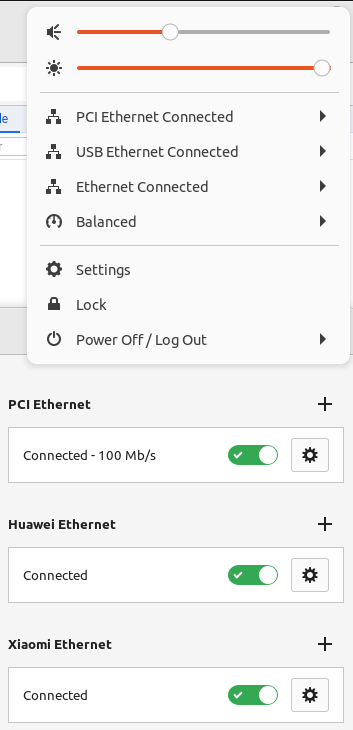 le
r
PCI Ethernet Connected
USB Ethernet Connected
Ethernet Connected
Balanced
Settings
Lock
Power Off / Log Out
PCI Ethernet
Connected - 100 Mb/s
Huawei Ethernet
Connected
Xiaomi Ethernet
Connected